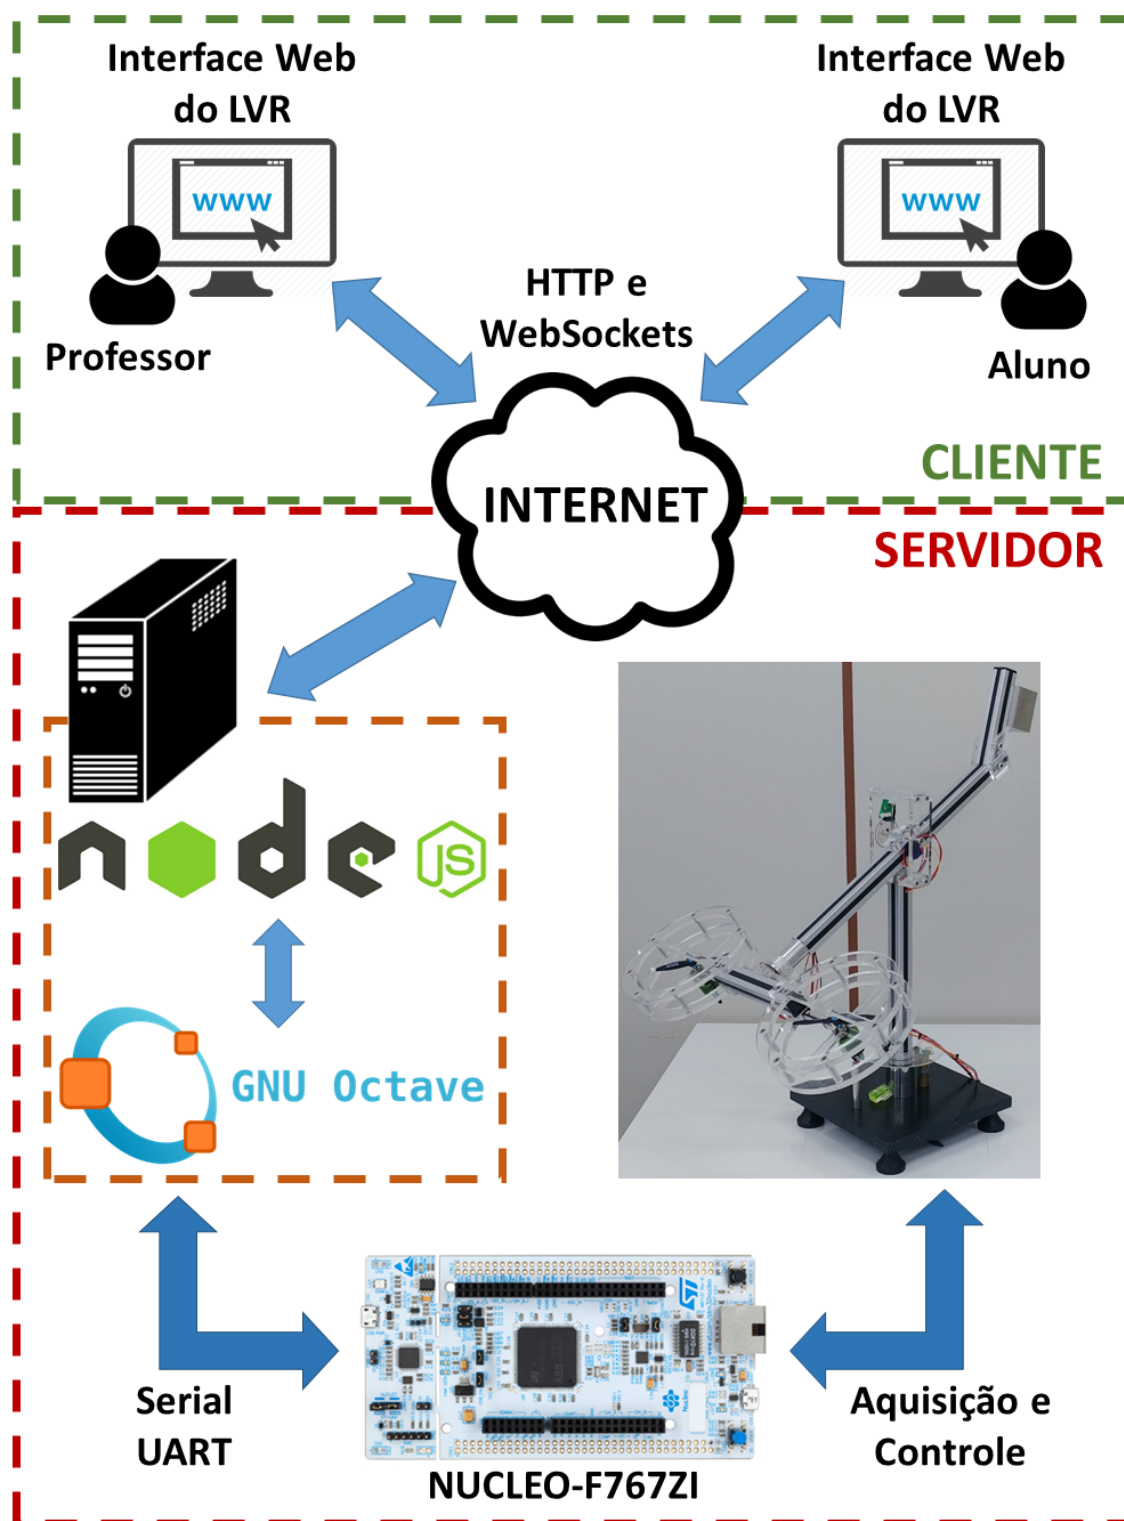 Interface Web
do LVR
Interface Web
do LVR
www
www
HTTP e
WebSockets
Professor
Aluno
CLIENTE
INTERNET
SERVIDOR
node
JS
GNU Octave
Serial
UART
Aquisição e
Controle
NUCLEO-F767ZI